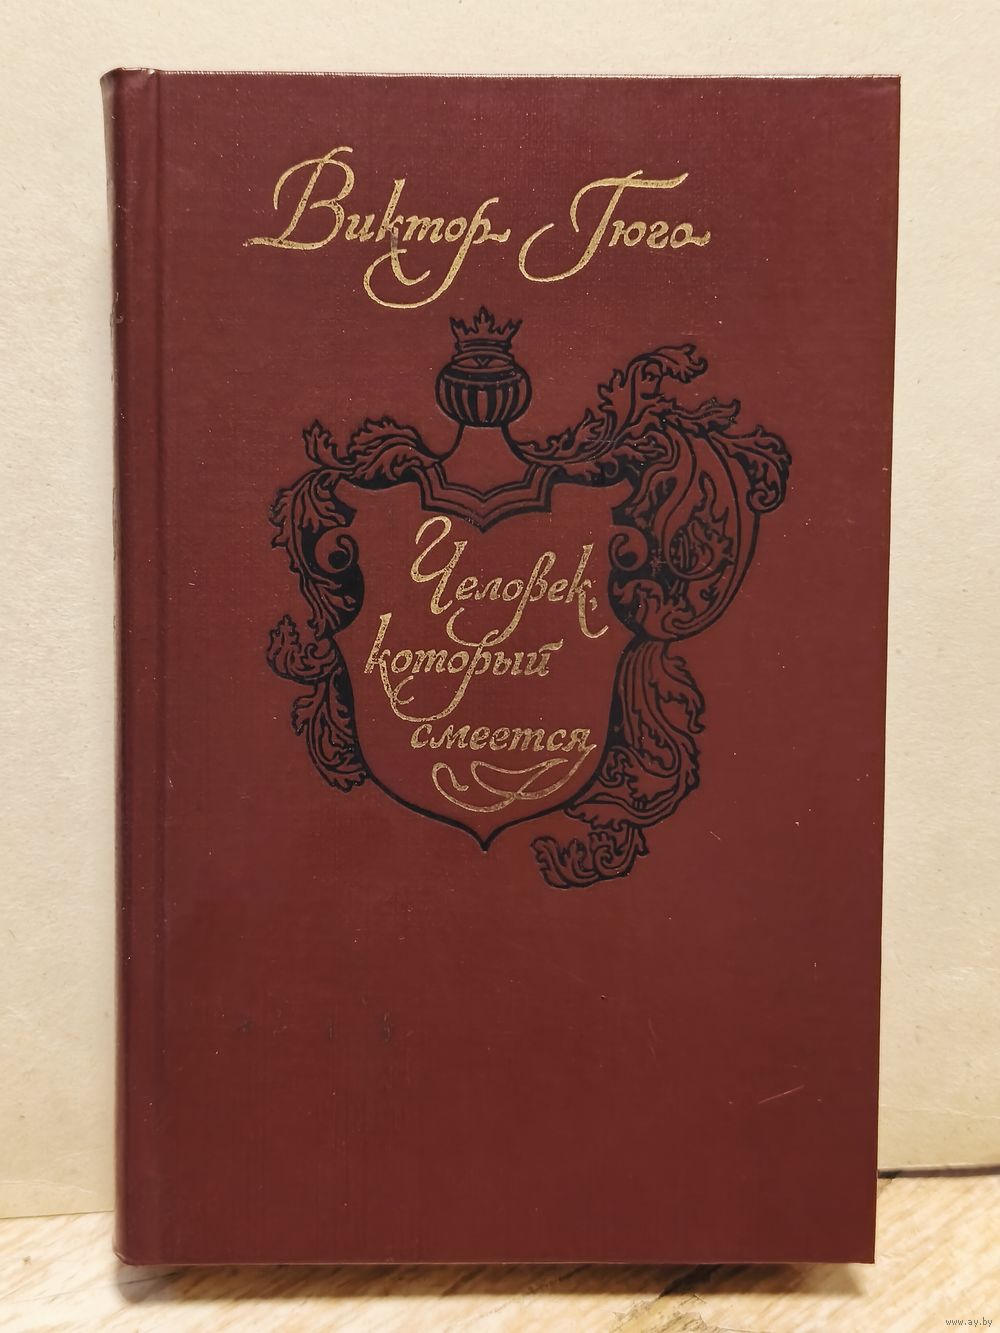 Виктор Гюго
Человек,
который
смеется
www.ay.by